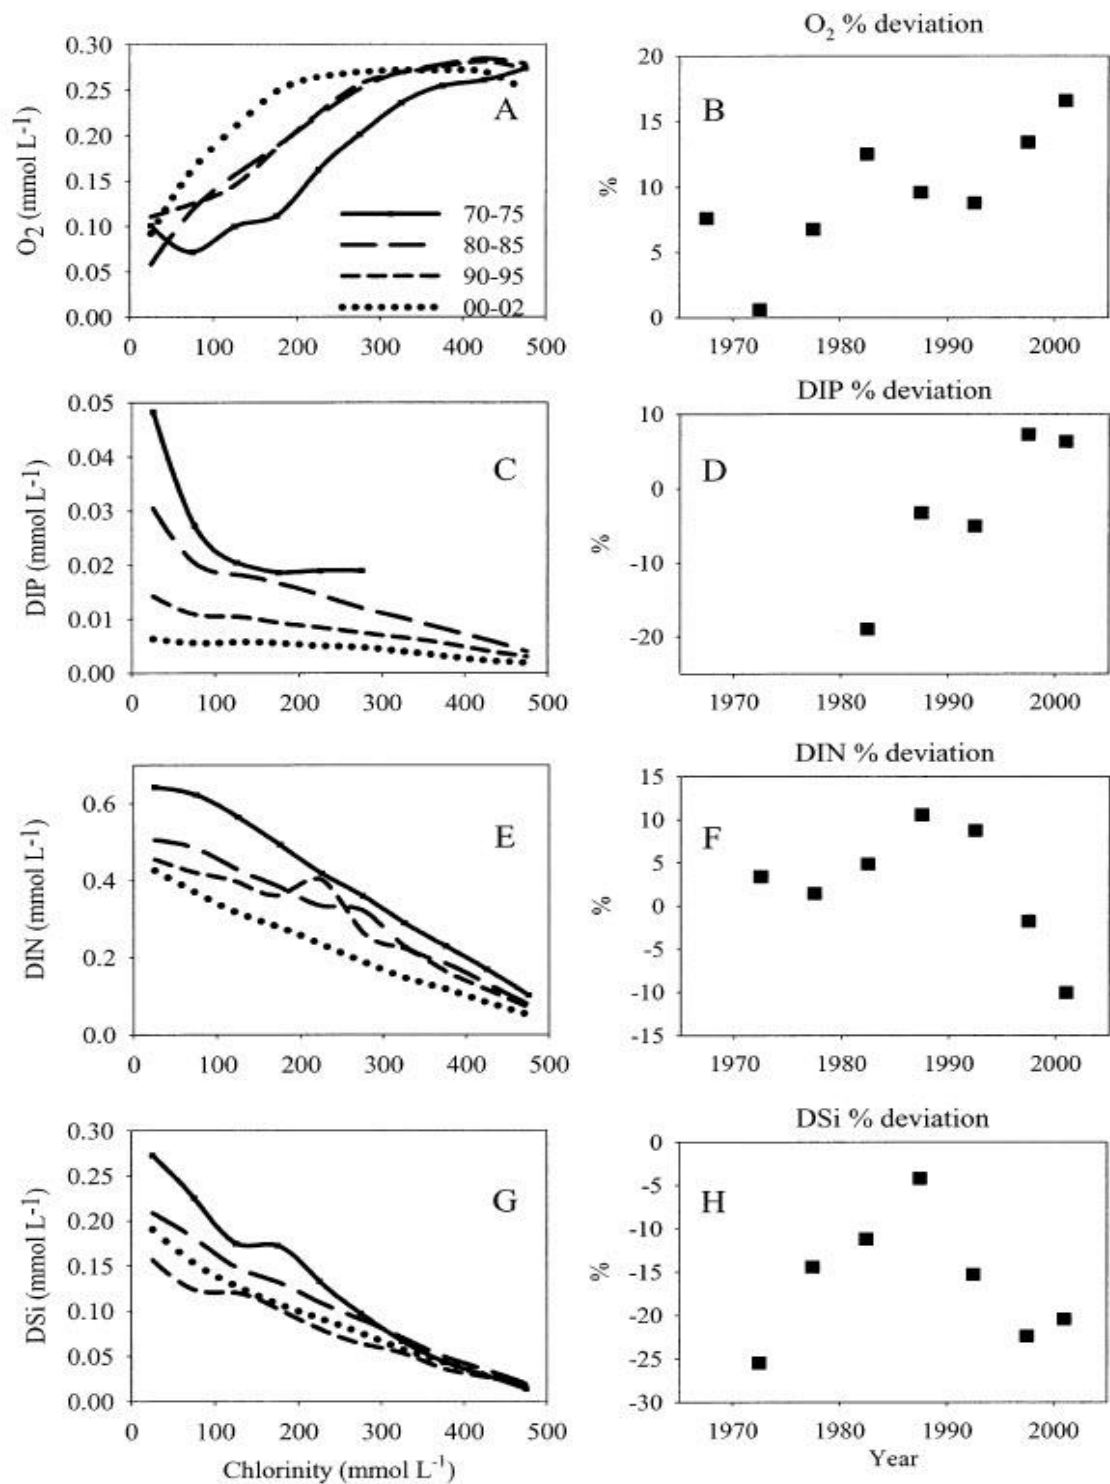 O2 % deviation
0.30
0.25
0.20
0.15
0.10
0.05
0.00
O2 (mmol L-1)
A
70-75
80-85
90-95
00-02
0 100 200 300 400 500
20
15
10
5
0
%
B
1970 1980 1990 2000
DIP % deviation
0.05
0.04
0.03
0.02
0.01
0.00
DIP (mmol L-1)
C
0 100 200 300 400 500
10
0
-10
-20
%
D
1970 1980 1990 2000
DIN % deviation
0.6
0.4
0.2
0.0
DIN (mmol L-1)
E
0 100 200 300 400 500
15
10
5
0
-5
-10
-15
%
F
1970 1980 1990 2000
DSi % deviation
0.30
0.25
0.20
0.15
0.10
0.05
0.00
DSi (mmol L-1)
G
0 100 200 300 400 500
Chlorinity (mmol L-1)
0
-5
-10
-15
-20
-25
-30
%
H
1970 1980 1990 2000
Year